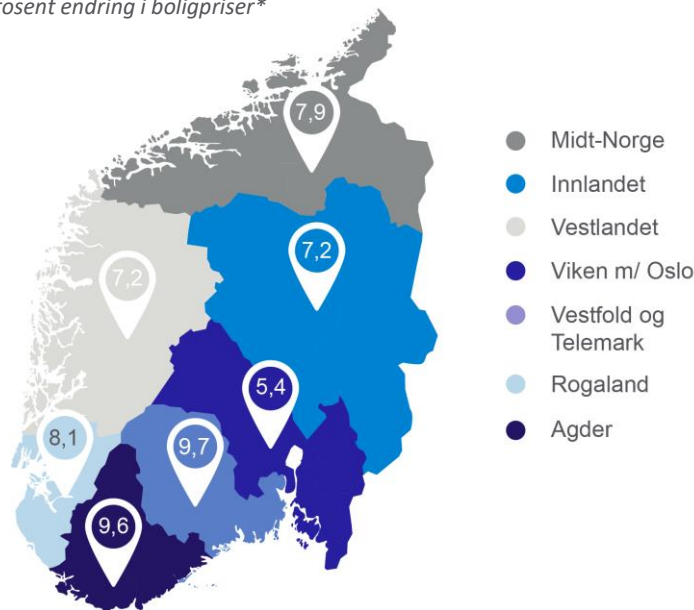 rosent endring i boligpriser*
7,9
7,2
7,2
5,4
8,1
9,7
9,6
Midt-Norge
Innlandet
Vestlandet
Viken m/ Oslo
Vestfold og
Telemark
Rogaland
Agder